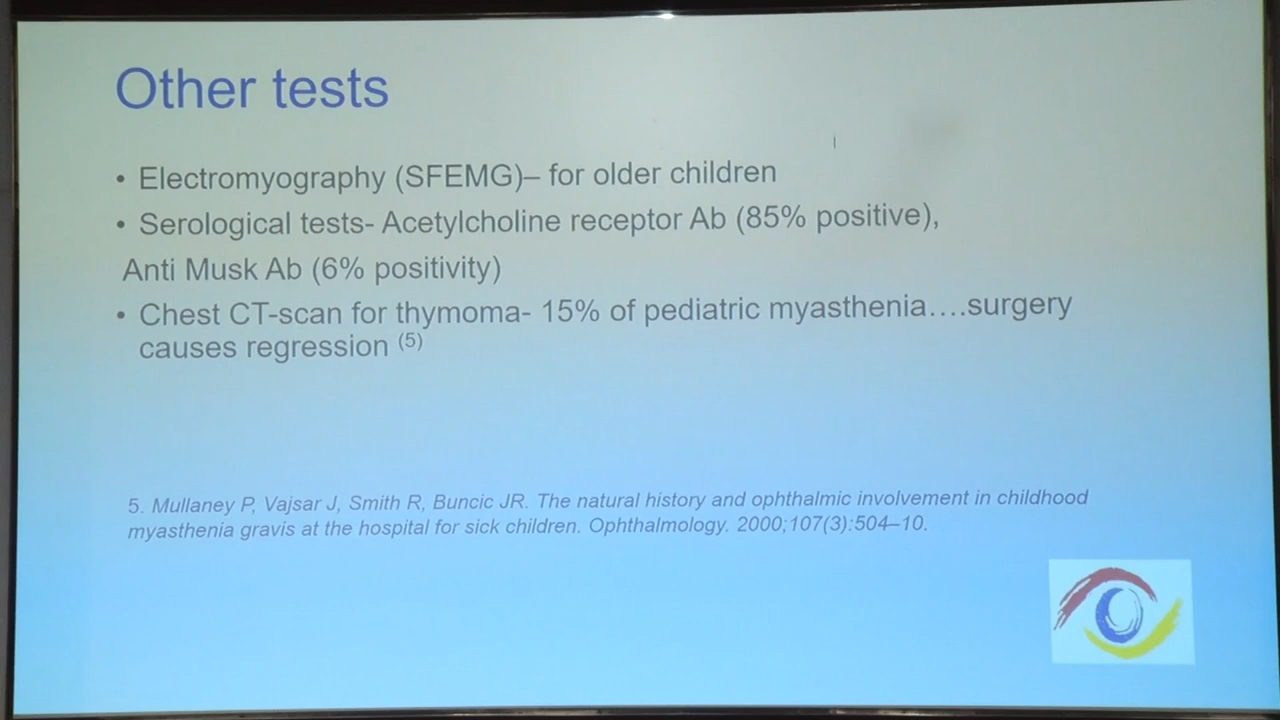 Other tests
• Electromyography (SFEMG)– for older children
• Serological tests- Acetylcholine receptor Ab (85% positive),
Anti Musk Ab (6% positivity)
• Chest CT-scan for thymoma- 15% of pediatric myasthenia….surgery
causes regression (5)
5. Mullaney P, Vajsar J, Smith R, Buncic JR. The natural history and ophthalmic involvement in childhood
myasthenia gravis at the hospital for sick children. Ophthalmology. 2000;107(3):504–10.